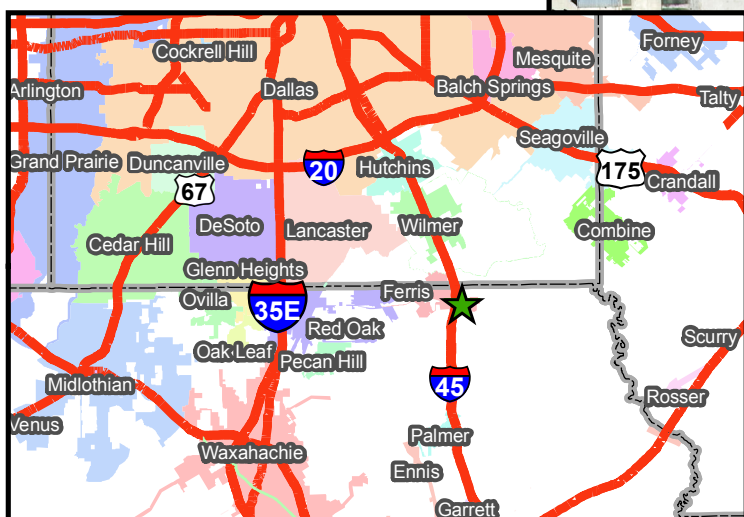 Cockrell Hill
Forney
Mesquite
Arlington
Dallas
Balch Springs
Talty
Seagoville
Grand Prairie
Duncanville
20
Hutchins
175
Crandall
67
DeSoto
Lancaster
Wilmer
Combine
Cedar Hill
Glenn Heights
Ovilla
35E
Ferris
Red Oak
Scurry
Oak Leaf
Pecan Hill
Midlothian
45
Rosser
Venus
Palmer
Waxahachie
Ennis
Garrett